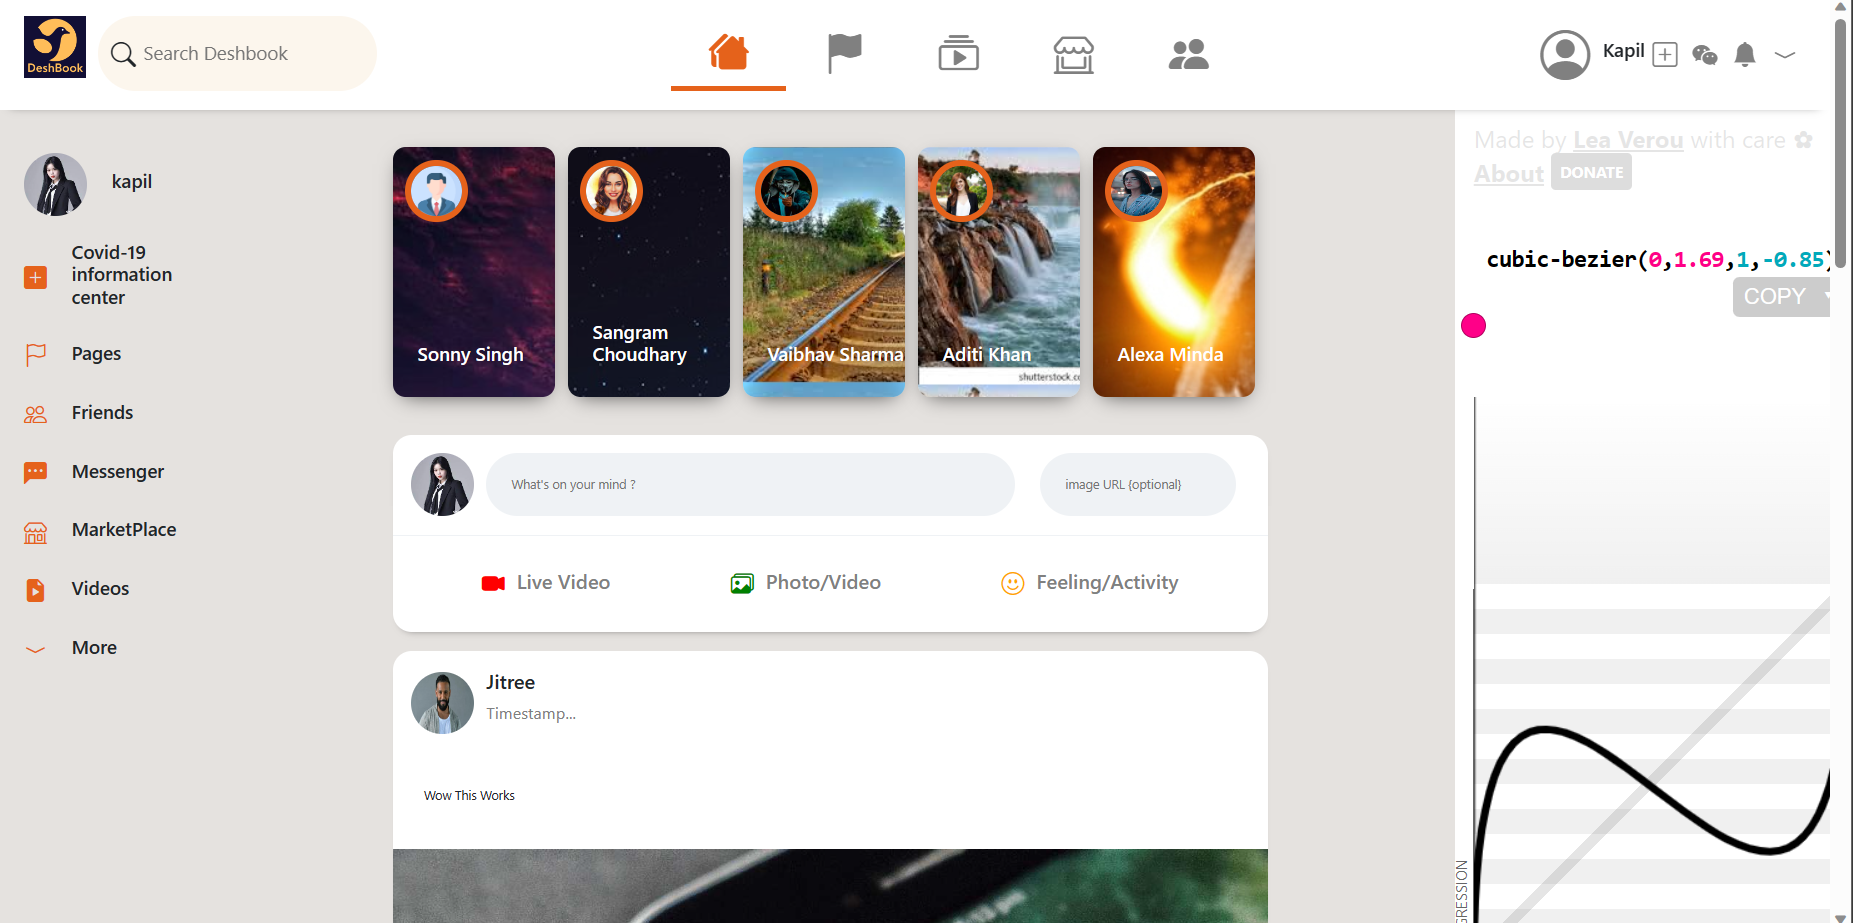 DeshBook
Search Deshbook
Kapil
kapil
Covid-19
information
center
Pages
Friends
Messenger
MarketPlace
Videos
More
Sonny Singh
Sangram
Choudhary
Vaibhav Sharma
Aditi Khan
shutterstock.co
Alexa Minda
What's on your mind ?
image URL {optional}
Live Video
Photo/Video
Feeling/Activity
Jitree
Timestamp...
Wow This Works
Made by Lea Verou with care ✿
About DONATE
cubic-bezier(0,1.69,1,-0.85)
COPY
GRESSION